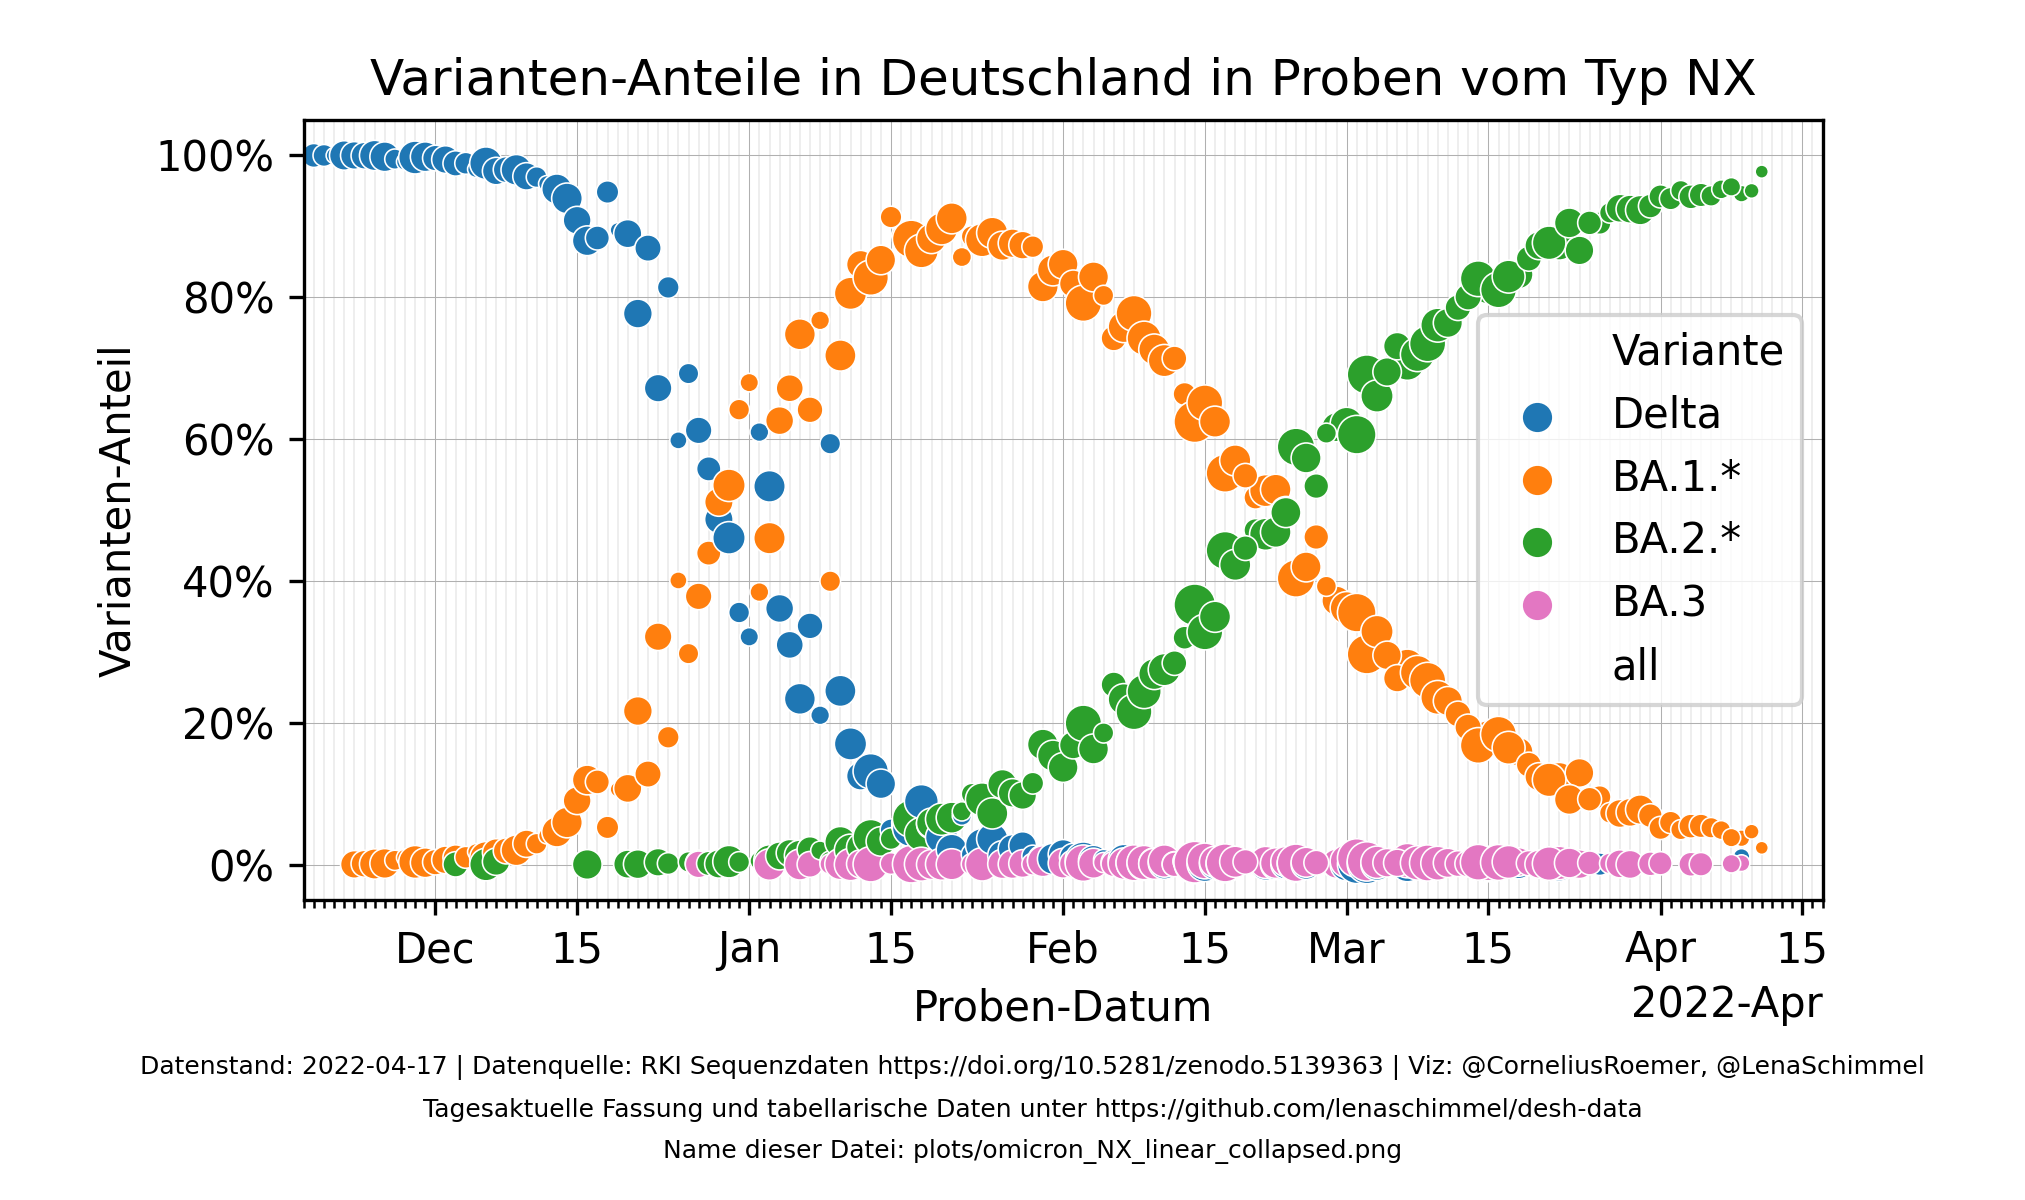 Varianten-Anteile in Deutschland in Proben vom Typ NX
100%
80%
60%
40%
20%
0%
Varianten-Anteil
Variante
Delta
BA.1.*
BA.2.*
BA.3
all
Dec 15 Jan 15 Feb 15 Mar 15 Apr 15
Proben-Datum
2022-Apr
Datenstand: 2022-04-17 | Datenquelle: RKI Sequenzdaten https://doi.org/10.5281/zenodo.5139363 | Viz: @CorneliusRoemer, @LenaSchimmel
Tagesaktuelle Fassung und tabellarische Daten unter https://github.com/lenaschimmel/desh-data
Name dieser Datei: plots/omicron_NX_linear_collapsed.png